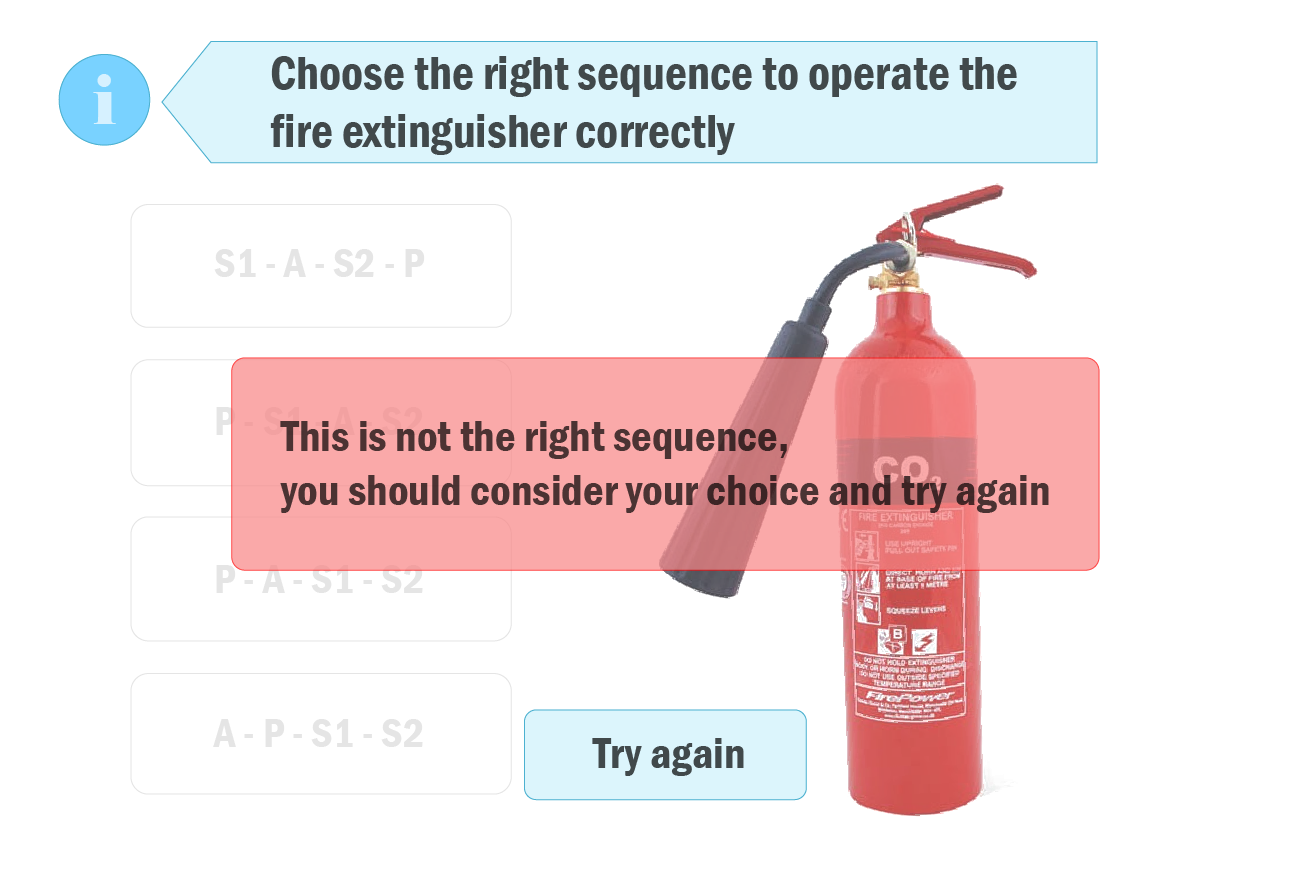 i
Choose the right sequence to operate the
fire extinguisher correctly
S1 - A - S2 - P
P - S1 - A - S2
This is not the right sequence,
you should consider your choice and try again
P - A - S1 - S2
A - P - S1 - S2
Try again
CO2
FIRE EXTINGUISHER
USE UPRIGHT
PULL OUT SAFETY PIN
DIRECT HORN AND
AT BASE OF FIRE FROM
AT LEAST 1 METRE
SQUEEZE LEVERS
B
DO NOT HOLD EXTINGUISHER
BODY OR HORN DURING DISCHARGE
DO NOT USE OUTSIDE SPECIFIED
TEMPERATURE RANGE
FirePower